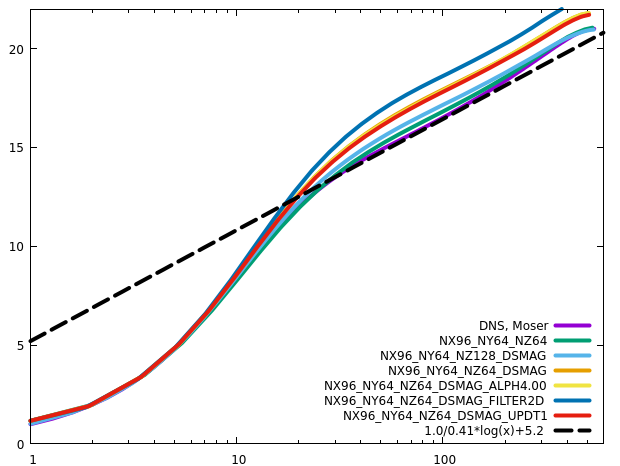 20
15
10
5
0
DNS, Moser
NX96_NY64_NZ64
NX96_NY64_NZ128_DSMAG
NX96_NY64_NZ64_DSMAG
NX96_NY64_NZ64_DSMAG_ALPH4.00
NX96_NY64_NZ64_DSMAG_FILTER2D
NX96_NY64_NZ64_DSMAG_UPDT1
1.0/0.41*log(x)+5.2
1 10 100